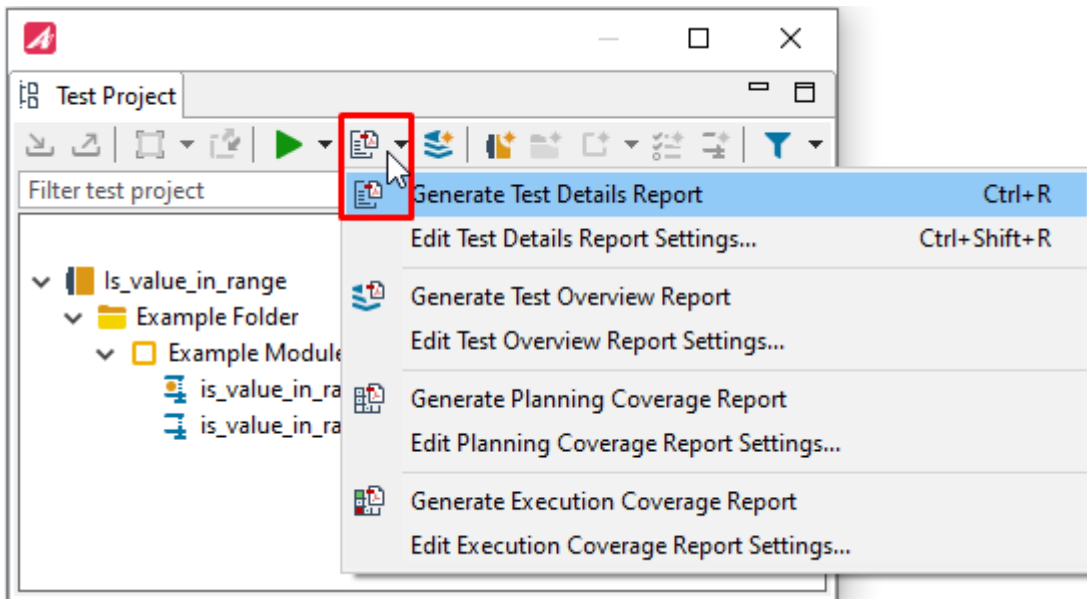 Test Project
Filter test project
Generate Test Details Report Ctrl+R
Edit Test Details Report Settings... Ctrl+Shift+R
Is_value_in_range
Generate Test Overview Report
Example Folder
Edit Test Overview Report Settings...
Example Module
is_value_in_ra
Generate Planning Coverage Report
is_value_in_ra
Edit Planning Coverage Report Settings...
Generate Execution Coverage Report
Edit Execution Coverage Report Settings...